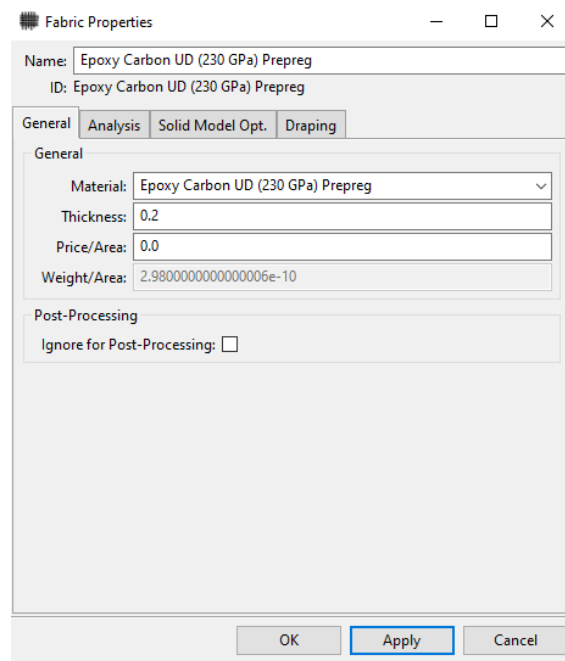 Fabric Properties
Name: Epoxy Carbon UD (230 GPa) Prepreg
ID: Epoxy Carbon UD (230 GPa) Prepreg
General Analysis Solid Model Opt. Draping
General
Material: Epoxy Carbon UD (230 GPa) Prepreg
Thickness: 0.2
Price/Area: 0.0
Weight/Area: 2.9800000000000006e-10
Post-Processing
Ignore for Post-Processing:
OK Apply Cancel